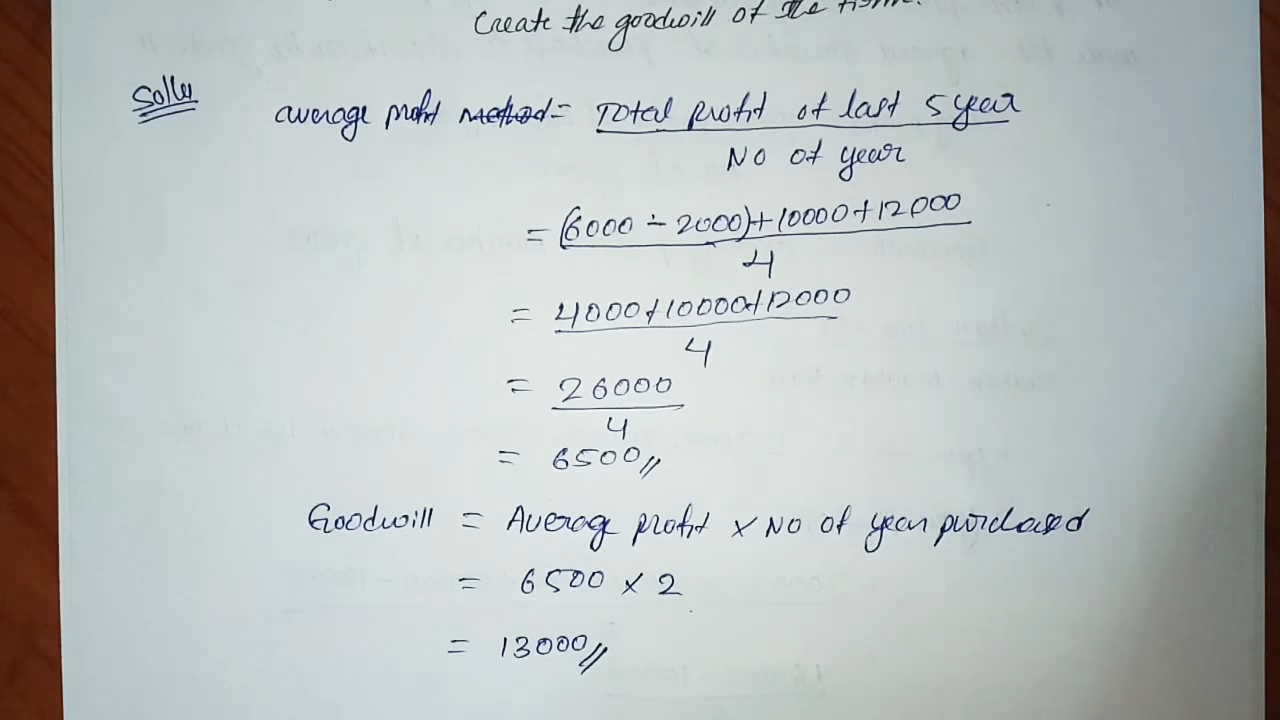 Create the goodwill of the firm.
Solly
average profit method = Total profit of last 5 year
No of year
= (6000 - 2000) + 10000 + 12000
4
= 4000 + 10000 + 12000
4
= 26000
4
= 6500 //
Goodwill = Average profit × No of year purchased
= 6500 × 2
= 13000 //